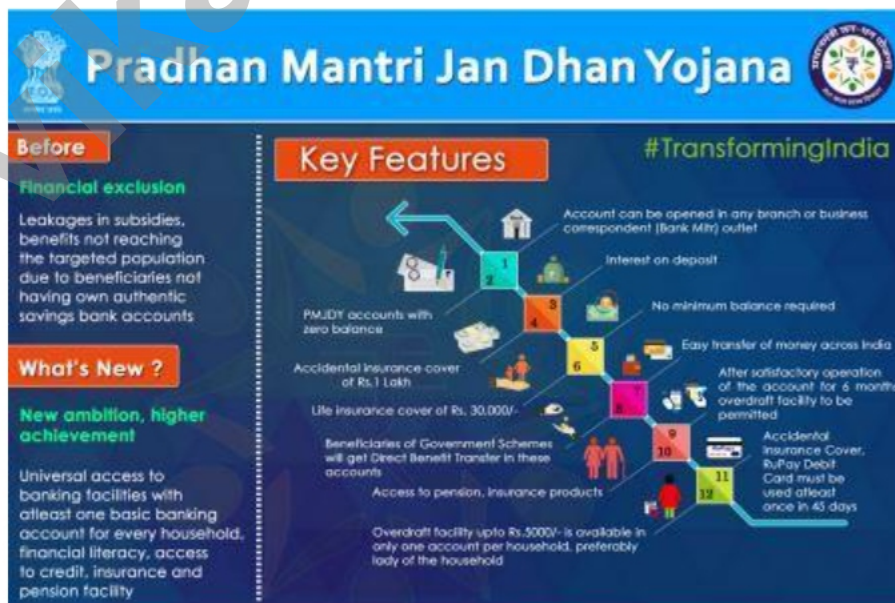 Pradhan Mantri Jan Dhan Yojana
Before
Financial exclusion
Leakages in subsidies,
benefits not reaching
the targeted population
due to beneficiaries not
having own authentic
savings bank accounts
What's New ?
New ambition, higher
achievement
Universal access to
banking facilities with
atleast one basic banking
account for every household,
financial literacy, access
to credit, insurance and
pension facility
Key Features
#TransformingIndia
Account can be opened in any branch or business
correspondent (Bank Mitr) outlet
1
2
Interest on deposit
PMJDY accounts with
zero balance
3
4
No minimum balance required
Accidental insurance cover
of Rs.1 Lakh
5
6
Easy transfer of money across India
Life insurance cover of Rs. 30,000/-
7
8
After satisfactory operation
of the account for 6 month
overdraft facility to be
permitted
Beneficiaries of Government Schemes
will get Direct Benefit Transfer in these
accounts
9
10
Accidental
Insurance Cover,
RuPay Debit
Card must be
used atleast
once in 45 days
Access to pension, insurance products
11
12
Overdraft facility upto Rs.5000/- is available in
only one account per household, preferably
lady of the household